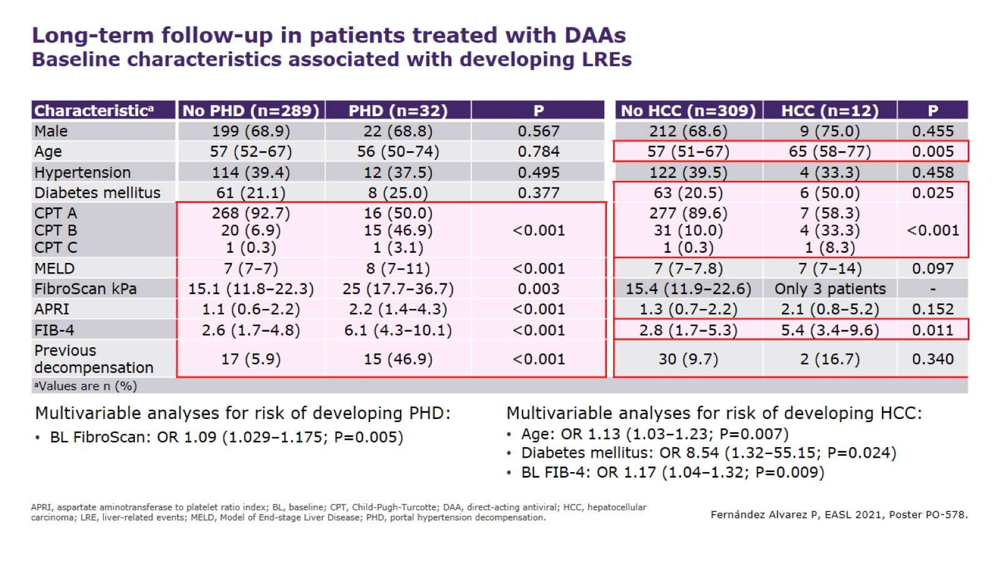 Long-term follow-up in patients treated with DAAs
Baseline characteristics associated with developing LREs
Characteristicᵃ No PHD (n=289) PHD (n=32) P No HCC (n=309) HCC (n=12) P
Male 199 (68.9) 22 (68.8) 0.567 212 (68.6) 9 (75.0) 0.455
Age 57 (52–67) 56 (50–74) 0.784 57 (51–67) 65 (58–77) 0.005
Hypertension 114 (39.4) 12 (37.5) 0.495 122 (39.5) 4 (33.3) 0.458
Diabetes mellitus 61 (21.1) 8 (25.0) 0.377 63 (20.5) 6 (50.0) 0.025
CPT A 268 (92.7) 16 (50.0) 277 (89.6) 7 (58.3)
CPT B 20 (6.9) 15 (46.9) <0.001 31 (10.0) 4 (33.3) <0.001
CPT C 1 (0.3) 1 (3.1) 1 (0.3) 1 (8.3)
MELD 7 (7–7) 8 (7–11) <0.001 7 (7–7.8) 7 (7–14) 0.097
FibroScan kPa 15.1 (11.8–22.3) 25 (17.7–36.7) 0.003 15.4 (11.9–22.6) Only 3 patients -
APRI 1.1 (0.6–2.2) 2.2 (1.4–4.3) <0.001 1.3 (0.7–2.2) 2.1 (0.8–5.2) 0.152
FIB-4 2.6 (1.7–4.8) 6.1 (4.3–10.1) <0.001 2.8 (1.7–5.3) 5.4 (3.4–9.6) 0.011
Previous
decompensation 17 (5.9) 15 (46.9) <0.001 30 (9.7) 2 (16.7) 0.340
ᵃValues are n (%)
Multivariable analyses for risk of developing PHD:
• BL FibroScan: OR 1.09 (1.029–1.175; P=0.005)
Multivariable analyses for risk of developing HCC:
• Age: OR 1.13 (1.03–1.23; P=0.007)
• Diabetes mellitus: OR 8.54 (1.32–55.15; P=0.024)
• BL FIB-4: OR 1.17 (1.04–1.32; P=0.009)
APRI, aspartate aminotransferase to platelet ratio index; BL, baseline; CPT, Child-Pugh-Turcotte; DAA, direct-acting antiviral; HCC, hepatocellular
carcinoma; LRE, liver-related events; MELD, Model of End-stage Liver Disease; PHD, portal hypertension decompensation.
Fernández Alvarez P, EASL 2021, Poster PO-578.